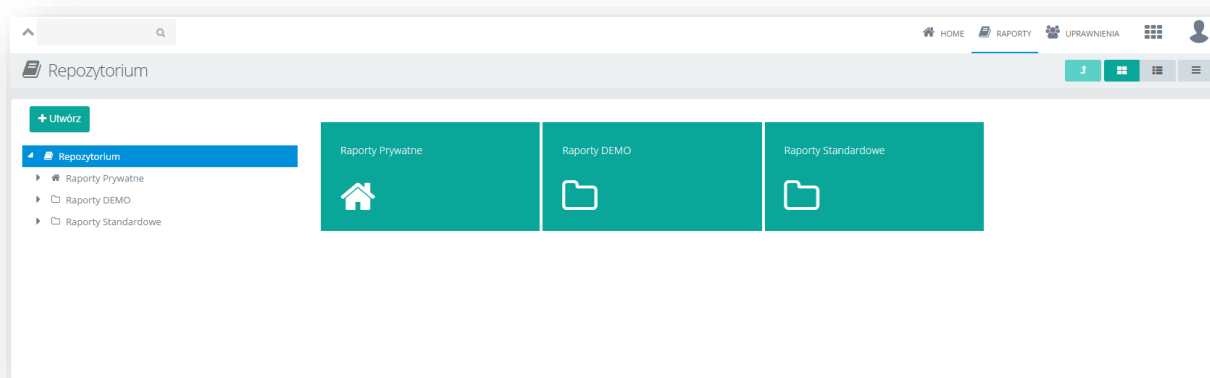 HOME RAPORTY UPRAWNIENIA
Repozytorium
+ Utwórz
Repozytorium
Raporty Prywatne
Raporty DEMO
Raporty Standardowe
Raporty Prywatne
Raporty DEMO
Raporty Standardowe